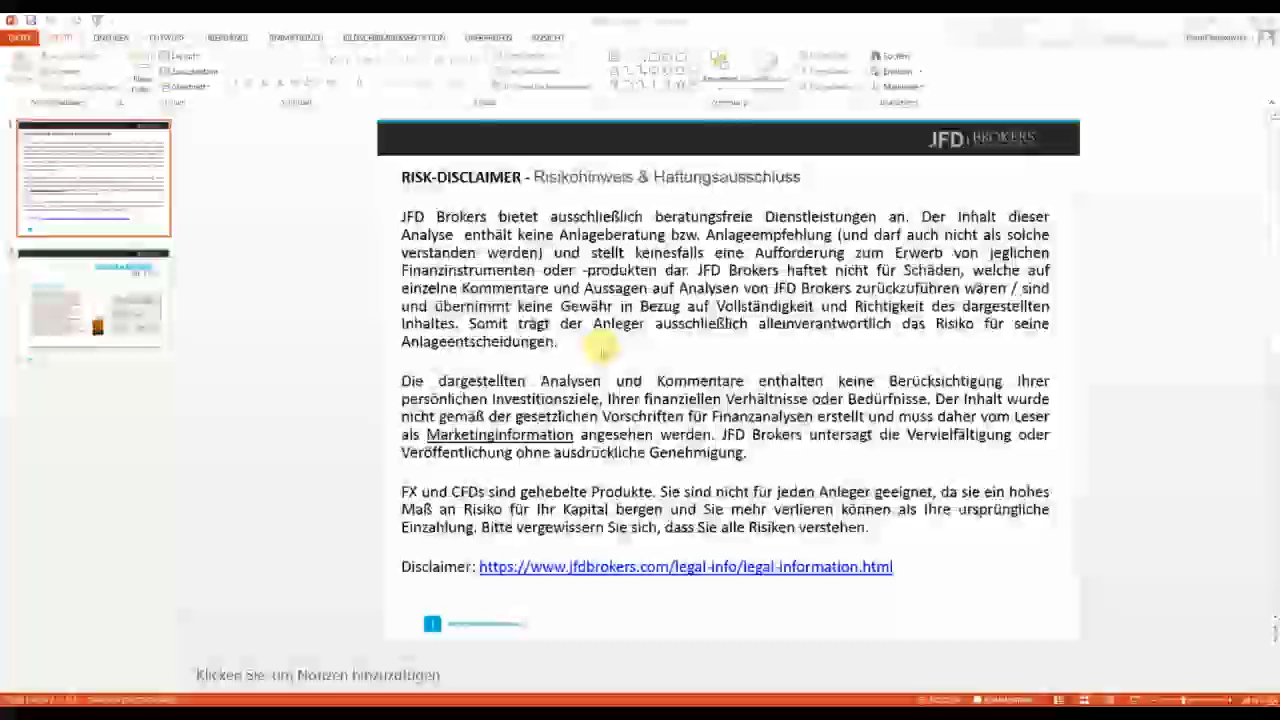 DATEI
ANSICHT
Suchen
Ersetzen
JFD BROKERS
RISK-DISCLAIMER - Risikohinweis & Haftungsausschluss
JFD Brokers bietet ausschließlich beratungsfreie Dienstleistungen an. Der Inhalt dieser
Analyse enthält keine Anlageberatung bzw. Anlageempfehlung (und darf auch nicht als solche
verstanden werden) und stellt keinesfalls eine Aufforderung zum Erwerb von jeglichen
Finanzinstrumenten oder -produkten dar. JFD Brokers haftet nicht für Schäden, welche auf
einzelne Kommentare und Aussagen auf Analysen von JFD Brokers zurückzuführen wären / sind
und übernimmt keine Gewähr in Bezug auf Vollständigkeit und Richtigkeit des dargestellten
Inhaltes. Somit trägt der Anleger ausschließlich alleinverantwortlich das Risiko für seine
Anlageentscheidungen.
Die dargestellten Analysen und Kommentare enthalten keine Berücksichtigung Ihrer
persönlichen Investitionsziele, Ihrer finanziellen Verhältnisse oder Bedürfnisse. Der Inhalt wurde
nicht gemäß der gesetzlichen Vorschriften für Finanzanalysen erstellt und muss daher vom Leser
als Marketinginformation angesehen werden. JFD Brokers untersagt die Vervielfältigung oder
Veröffentlichung ohne ausdrückliche Genehmigung.
FX und CFDs sind gehebelte Produkte. Sie sind nicht für jeden Anleger geeignet, da sie ein hohes
Maß an Risiko für Ihr Kapital bergen und Sie mehr verlieren können als Ihre ursprüngliche
Einzahlung. Bitte vergewissern Sie sich, dass Sie alle Risiken verstehen.
Disclaimer: https://www.jfdbrokers.com/legal-info/legal-information.html
1
Klicken Sie, um Notizen hinzuzufügen